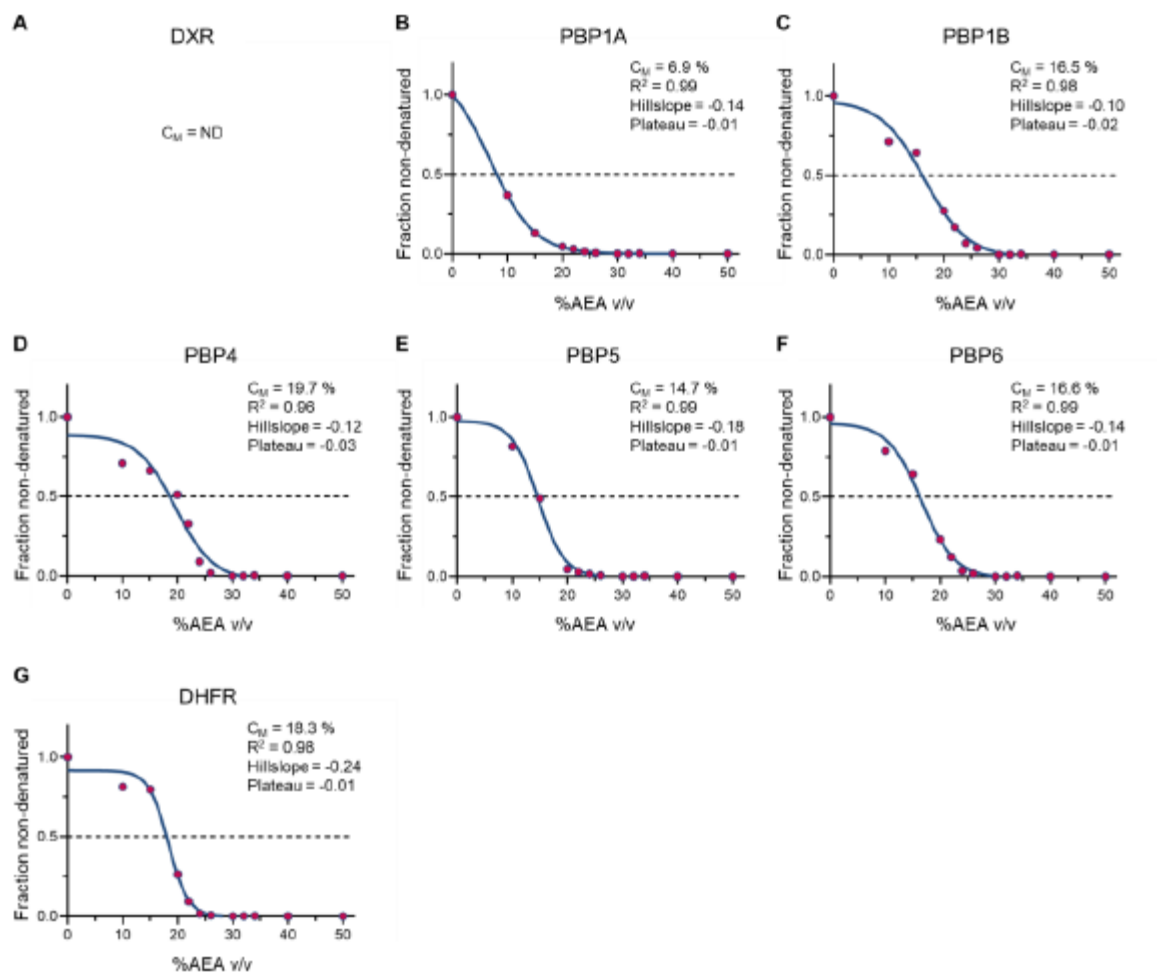 A
DXR
C_M = ND
B
PBP1A
C_M = 6.9 %
R² = 0.99
Hillslope = -0.14
Plateau = -0.01
Fraction non-denatured
1.0
0.5
0.0
0 10 20 30 40 50
%AEA v/v
C
PBP1B
C_M = 16.5 %
R² = 0.98
Hillslope = -0.10
Plateau = -0.02
Fraction non-denatured
1.0
0.5
0.0
0 10 20 30 40 50
%AEA v/v
D
PBP4
C_M = 19.7 %
R² = 0.96
Hillslope = -0.12
Plateau = -0.03
Fraction non-denatured
1.0
0.5
0.0
0 10 20 30 40 50
%AEA v/v
E
PBP5
C_M = 14.7 %
R² = 0.99
Hillslope = -0.18
Plateau = -0.01
Fraction non-denatured
1.0
0.5
0.0
0 10 20 30 40 50
%AEA v/v
F
PBP6
C_M = 16.6 %
R² = 0.99
Hillslope = -0.14
Plateau = -0.01
Fraction non-denatured
1.0
0.5
0.0
0 10 20 30 40 50
%AEA v/v
G
DHFR
C_M = 18.3 %
R² = 0.98
Hillslope = -0.24
Plateau = -0.01
Fraction non-denatured
1.0
0.5
0.0
0 10 20 30 40 50
%AEA v/v